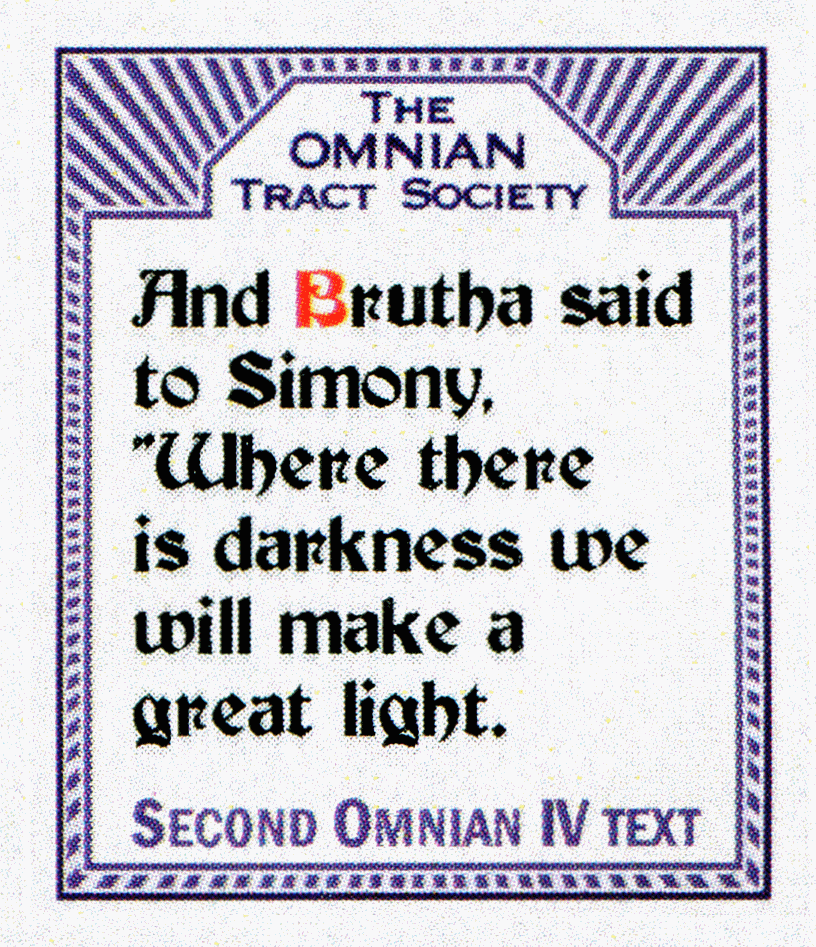 The
OMNIAN
Tract Society
And Brutha said
to Simony,
"Where there
is darkness we
will make a
great light.
Second Omnian IV text